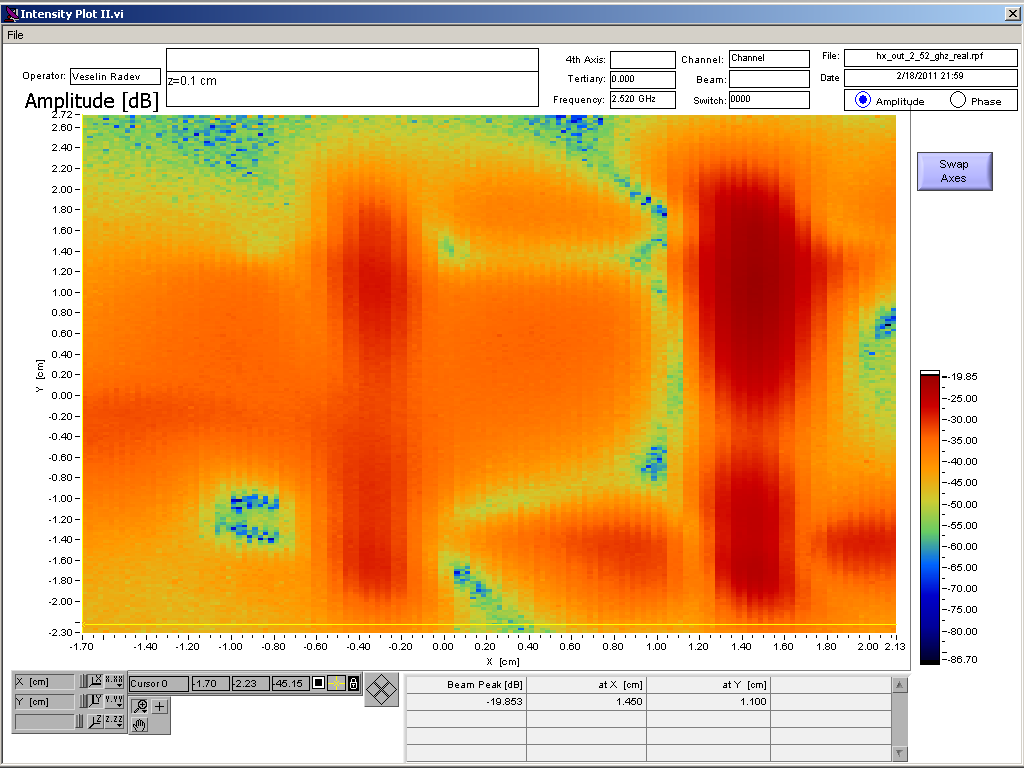 Intensity Plot II.vi
File
Operator: Veselin Radev
z=0.1 cm
4th Axis:
Tertiary: 0.000
Frequency: 2.520 GHz
Channel: Channel
Beam:
Switch: 0000
File: hx_out_2_52_ghz_real.rpf
Date 2/18/2011 21:59
Amplitude Phase
Amplitude [dB]
Swap
Axes
2.72
2.60
2.40
2.20
2.00
1.80
1.60
1.40
1.20
1.00
0.80
0.60
0.40
0.20
0.00
-0.20
-0.40
-0.60
-0.80
-1.00
-1.20
-1.40
-1.60
-1.80
-2.00
-2.30
Y [cm]
-1.70 -1.40 -1.20 -1.00 -0.80 -0.60 -0.40 -0.20 0.00 0.20 0.40 0.60 0.80 1.00 1.20 1.40 1.60 1.80 2.00 2.13
X [cm]
-19.85
-25.00
-30.00
-35.00
-40.00
-45.00
-50.00
-55.00
-60.00
-65.00
-70.00
-75.00
-80.00
-86.70
X [cm] X X.XX
Y [cm] Y Y.YY
Z Z.ZZ
Cursor 0 -1.70 -2.23 -45.15
Beam Peak [dB] at X [cm] at Y [cm]
-19.853 1.450 1.100